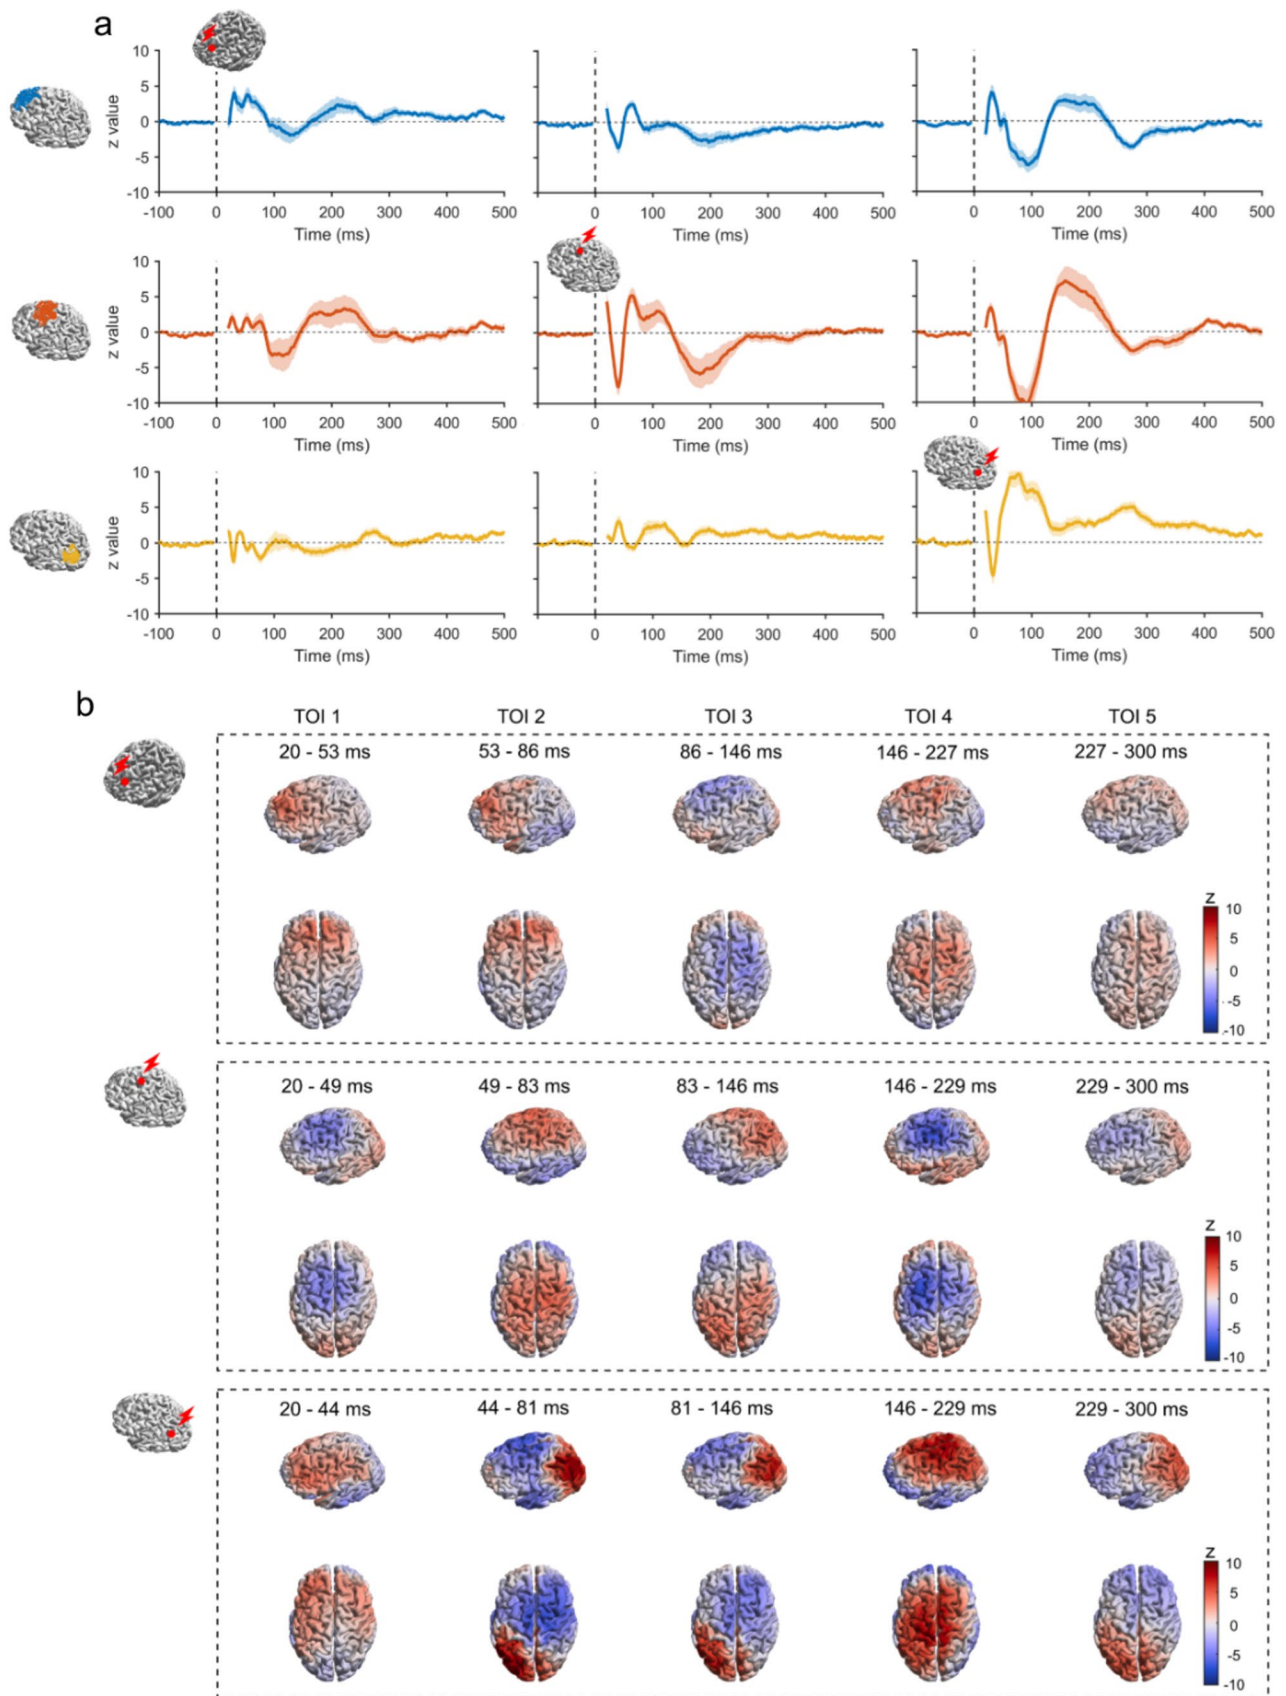 a
10
5
0
-5
-10
z value
-100 0 100 200 300 400 500
Time (ms)
0 100 200 300 400 500
Time (ms)
0 100 200 300 400 500
Time (ms)
10
5
0
-5
-10
z value
-100 0 100 200 300 400 500
Time (ms)
0 100 200 300 400 500
Time (ms)
0 100 200 300 400 500
Time (ms)
10
5
0
-5
-10
z value
-100 0 100 200 300 400 500
Time (ms)
0 100 200 300 400 500
Time (ms)
0 100 200 300 400 500
Time (ms)
b
TOI 1 TOI 2 TOI 3 TOI 4 TOI 5
20 - 53 ms 53 - 86 ms 86 - 146 ms 146 - 227 ms 227 - 300 ms
z
10
5
0
-5
-10
20 - 49 ms 49 - 83 ms 83 - 146 ms 146 - 229 ms 229 - 300 ms
z
10
5
0
-5
-10
20 - 44 ms 44 - 81 ms 81 - 146 ms 146 - 229 ms 229 - 300 ms
z
10
5
0
-5
-10